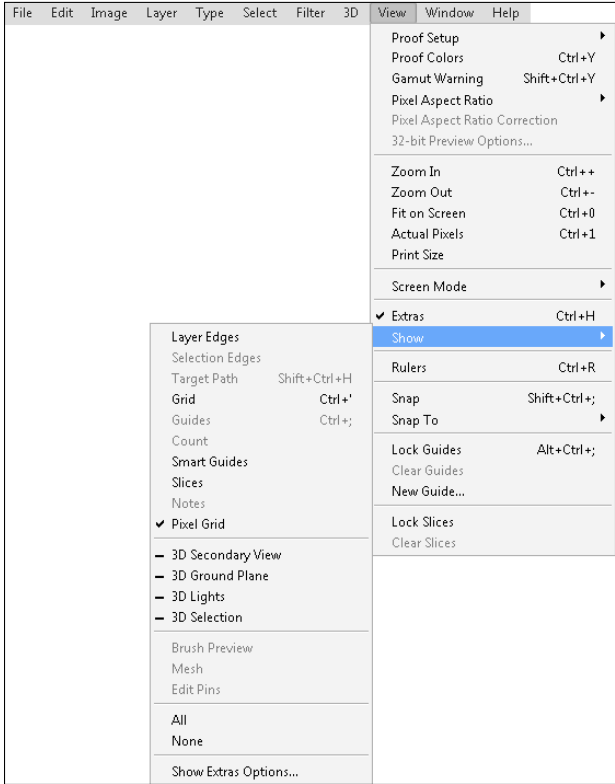 File Edit Image Layer Type Select Filter 3D View Window Help
Proof Setup
Proof Colors Ctrl+Y
Gamut Warning Shift+Ctrl+Y
Pixel Aspect Ratio
Pixel Aspect Ratio Correction
32-bit Preview Options...
Zoom In Ctrl++
Zoom Out Ctrl+-
Fit on Screen Ctrl+0
Actual Pixels Ctrl+1
Print Size
Screen Mode
Extras Ctrl+H
Show
Rulers Ctrl+R
Snap Shift+Ctrl+;
Snap To
Lock Guides Alt+Ctrl+;
Clear Guides
New Guide...
Lock Slices
Clear Slices
Layer Edges
Selection Edges
Target Path Shift+Ctrl+H
Grid Ctrl+'
Guides Ctrl+;
Count
Smart Guides
Slices
Notes
Pixel Grid
3D Secondary View
3D Ground Plane
3D Lights
3D Selection
Brush Preview
Mesh
Edit Pins
All
None
Show Extras Options...